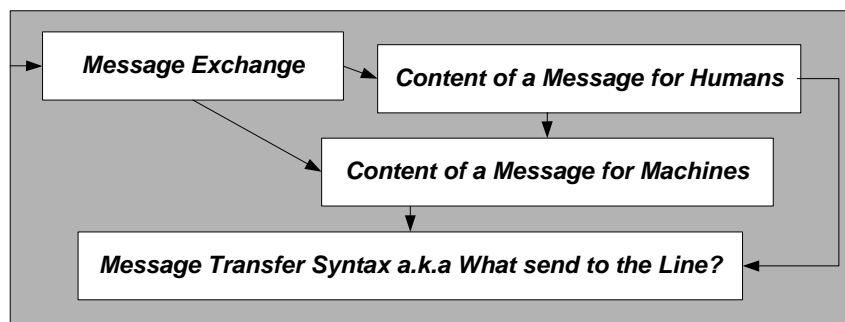 Message Exchange
Content of a Message for Humans
Content of a Message for Machines
Message Transfer Syntax a.k.a What send to the Line?